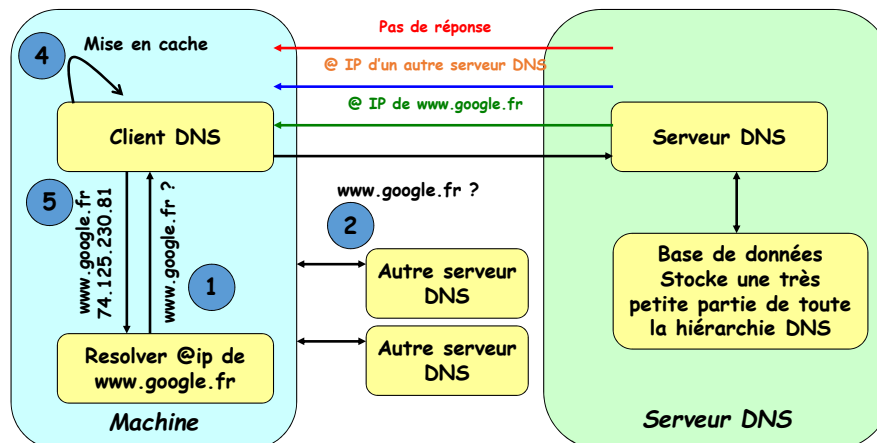 Pas de réponse
4
Mise en cache
@ IP d'un autre serveur DNS
@ IP de www.google.fr
Client DNS
Serveur DNS
www.google.fr ?
5
www.google.fr
74.125.230.81
www.google.fr ?
2
1
Autre serveur
DNS
Base de données
Stocke une très
petite partie de toute
la hiérarchie DNS
Resolver @ip de
www.google.fr
Autre serveur
DNS
Machine
Serveur DNS